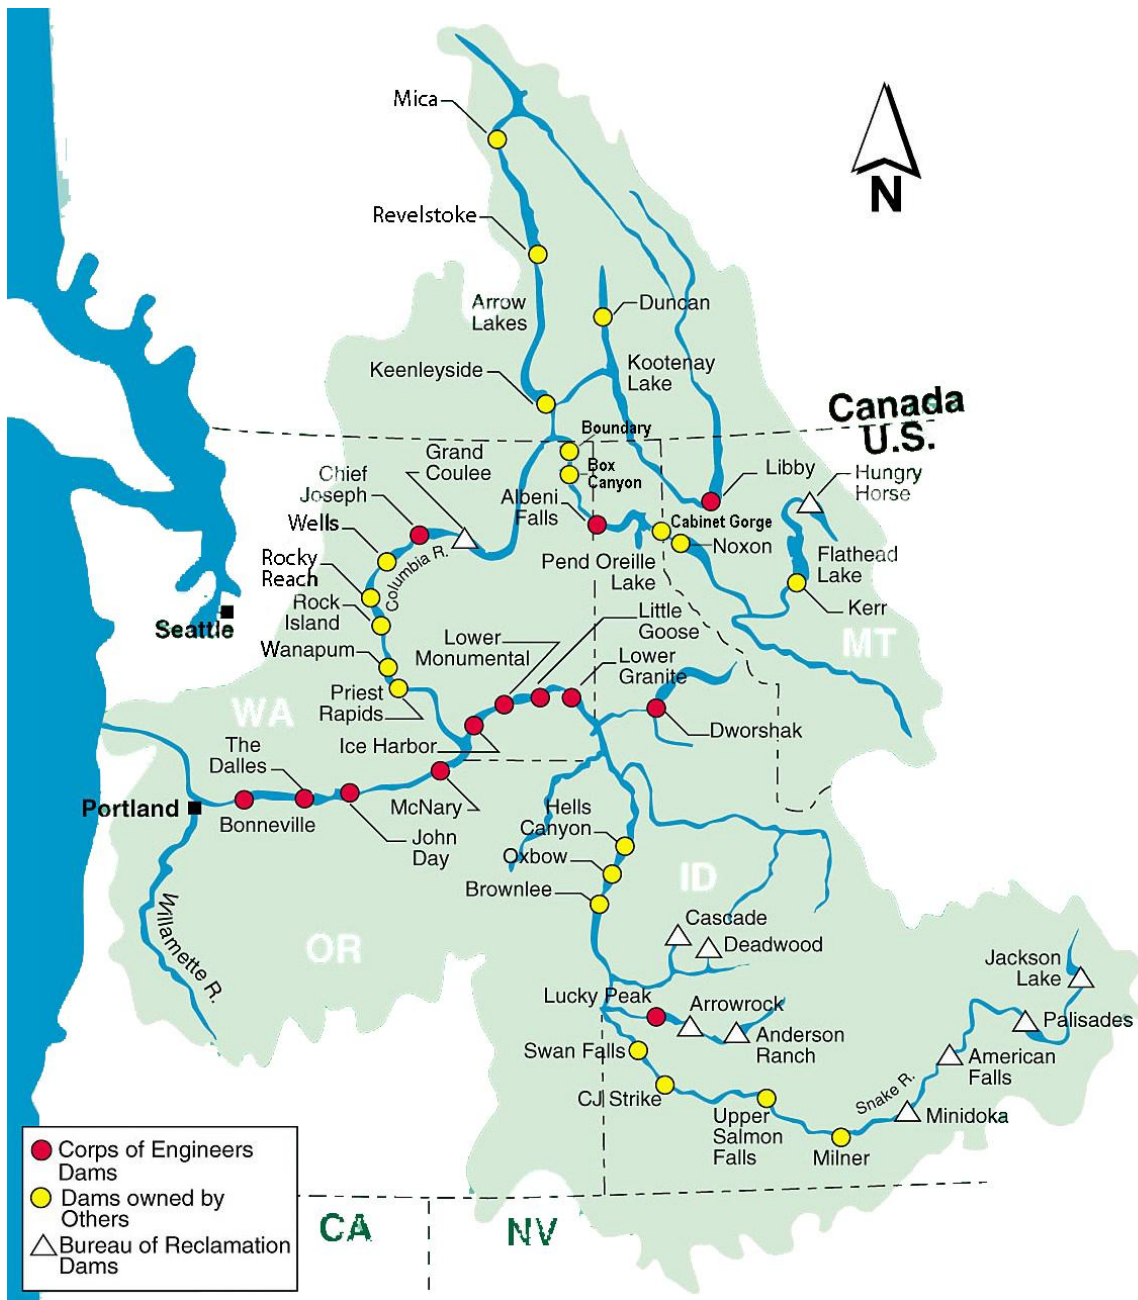 Mica
N
Revelstoke
Arrow
Lakes
Duncan
Keenleyside
Kootenay
Lake
Canada
U.S.
Boundary
Grand
Coulee
Box
Canyon
Chief
Joseph
Libby
Hungry
Horse
Albeni
Falls
Wells
Cabinet Gorge
Noxon
Columbia R.
Rocky
Reach
Pend Oreille
Lake
Flathead
Lake
Rock
Island
Kerr
Seattle
Little
Goose
Wanapum
Lower
Monumental
Lower
Granite
MT
Priest
Rapids
WA
Ice Harbor
Dworshak
The
Dalles
Portland
Bonneville
McNary
John
Day
Hells
Canyon
Oxbow
Brownlee
ID
Willamette R.
OR
Cascade
Deadwood
Jackson
Lake
Lucky Peak
Arrowrock
Anderson
Ranch
Palisades
Swan Falls
American
Falls
CJ Strike
Snake R.
Minidoka
Upper
Salmon
Falls
Milner
Corps of Engineers
Dams
Dams owned by
Others
Bureau of Reclamation
Dams
CA
NV